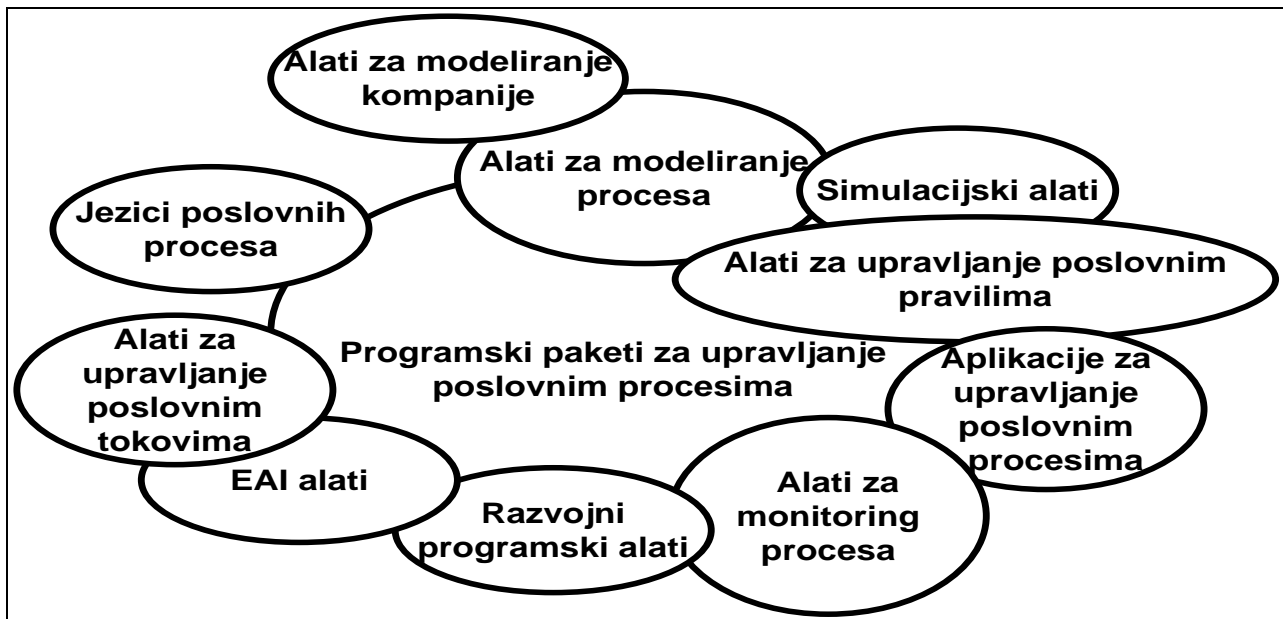 Alati za modeliranje
kompanije
Alati za modeliranje
procesa
Simulacijski alati
Jezici poslovnih
procesa
Alati za upravljanje poslovnim
pravilima
Alati za
upravljanje
poslovnim
tokovima
Programski paketi za upravljanje
poslovnim procesima
Aplikacije za
upravljanje
poslovnim
procesima
EAI alati
Razvojni
programski alati
Alati za
monitoring
procesa